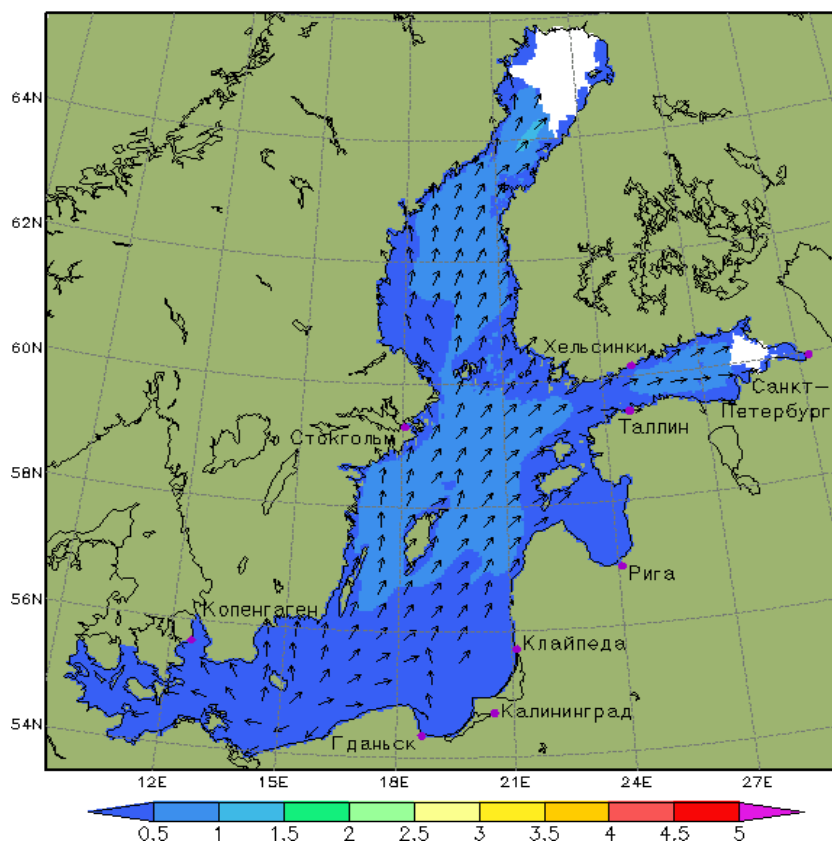 64N
62N
Хельсинки
60N
Санкт-
Петербург
Стокгольм
Таллин
58N
Рига
56N
Копенгаген
Клайпеда
54N
Калининград
Гданьск
12E 15E 18E 21E 24E 27E
0.5 1 1.5 2 2.5 3 3.5 4 4.5 5